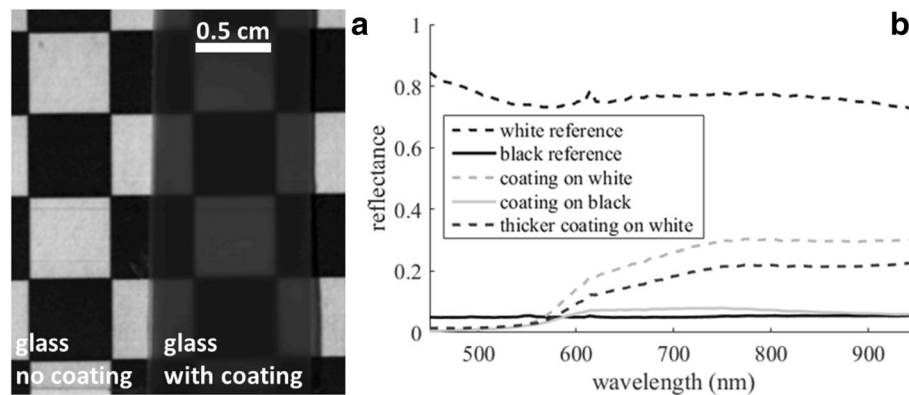 0.5 cm
a
glass
no coating
glass
with coating
b
1
0.8
0.6
0.4
0.2
0
reflectance
white reference
black reference
coating on white
coating on black
thicker coating on white
500
600
700
800
900
wavelength (nm)